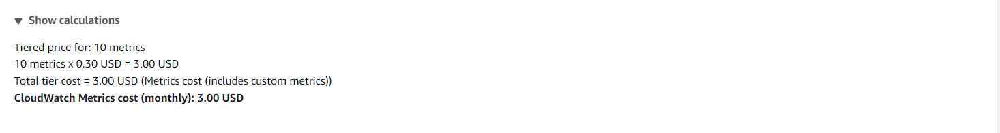 Show calculations
Tiered price for: 10 metrics
10 metrics x 0.30 USD = 3.00 USD
Total tier cost = 3.00 USD (Metrics cost (includes custom metrics))
CloudWatch Metrics cost (monthly): 3.00 USD